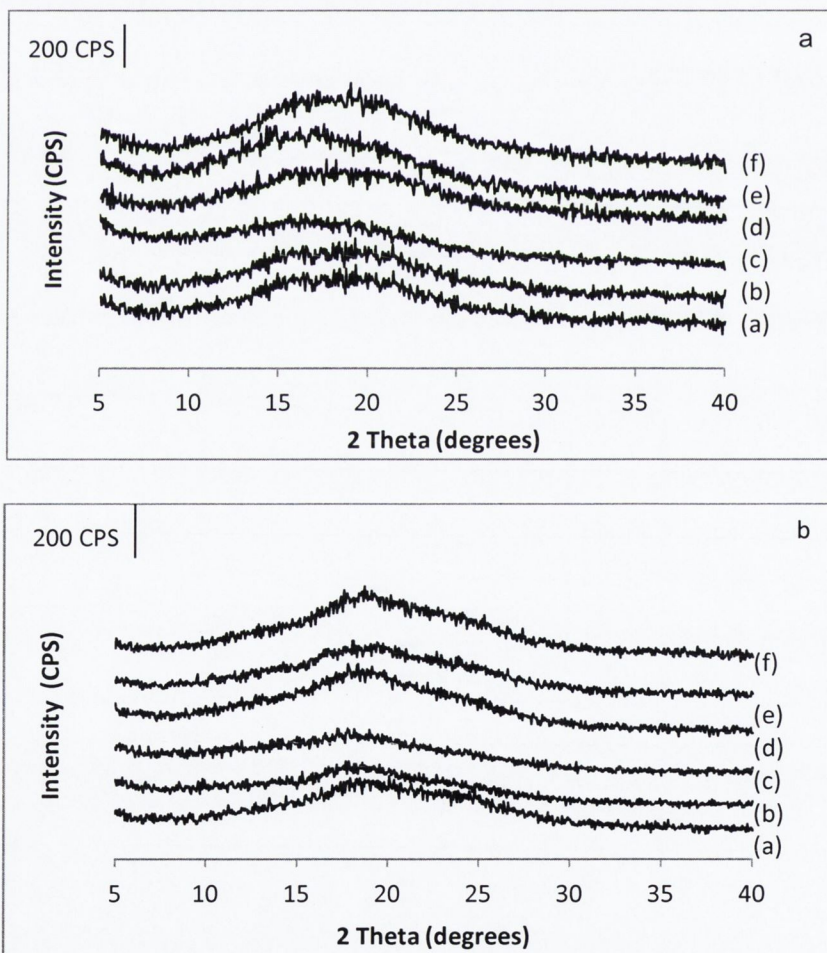 200 CPS
a
Intensity (CPS)
(f)
(e)
(d)
(c)
(b)
(a)
5 10 15 20 25 30 35 40
2 Theta (degrees)
200 CPS
b
Intensity (CPS)
(f)
(e)
(d)
(c)
(b)
(a)
5 10 15 20 25 30 35 40
2 Theta (degrees)